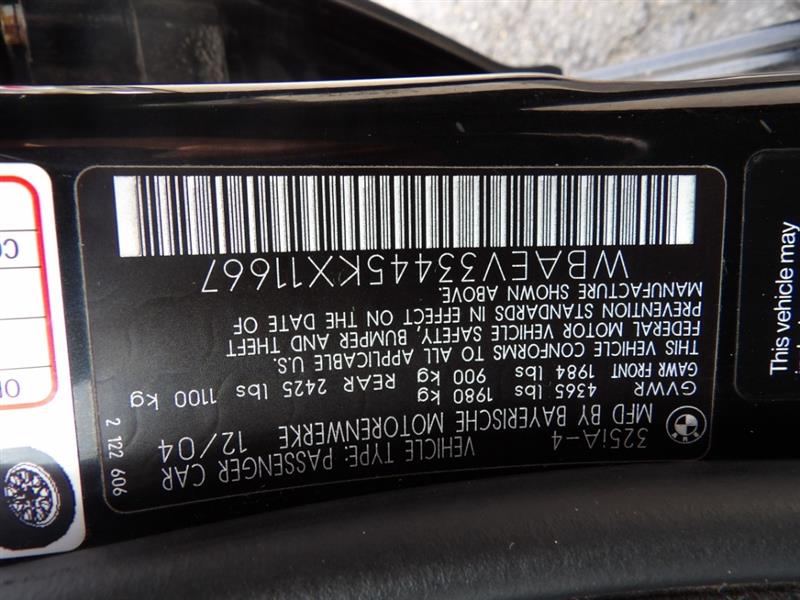 325iA-4 VEHICLE TYPE: PASSENGER CAR
MFD BY BAYERISCHE MOTORENWERKE 12/04
GVWR 4365 lbs 1980 kg
GAWR FRONT 1984 lbs 900 kg REAR 2425 lbs 1100 kg
THIS VEHICLE CONFORMS TO ALL APPLICABLE U.S.
FEDERAL MOTOR VEHICLE SAFETY, BUMPER AND THEFT
PREVENTION STANDARDS IN EFFECT ON THE DATE OF
MANUFACTURE SHOWN ABOVE
WBAEV33445KX11667
2 122 606
This vehicle may